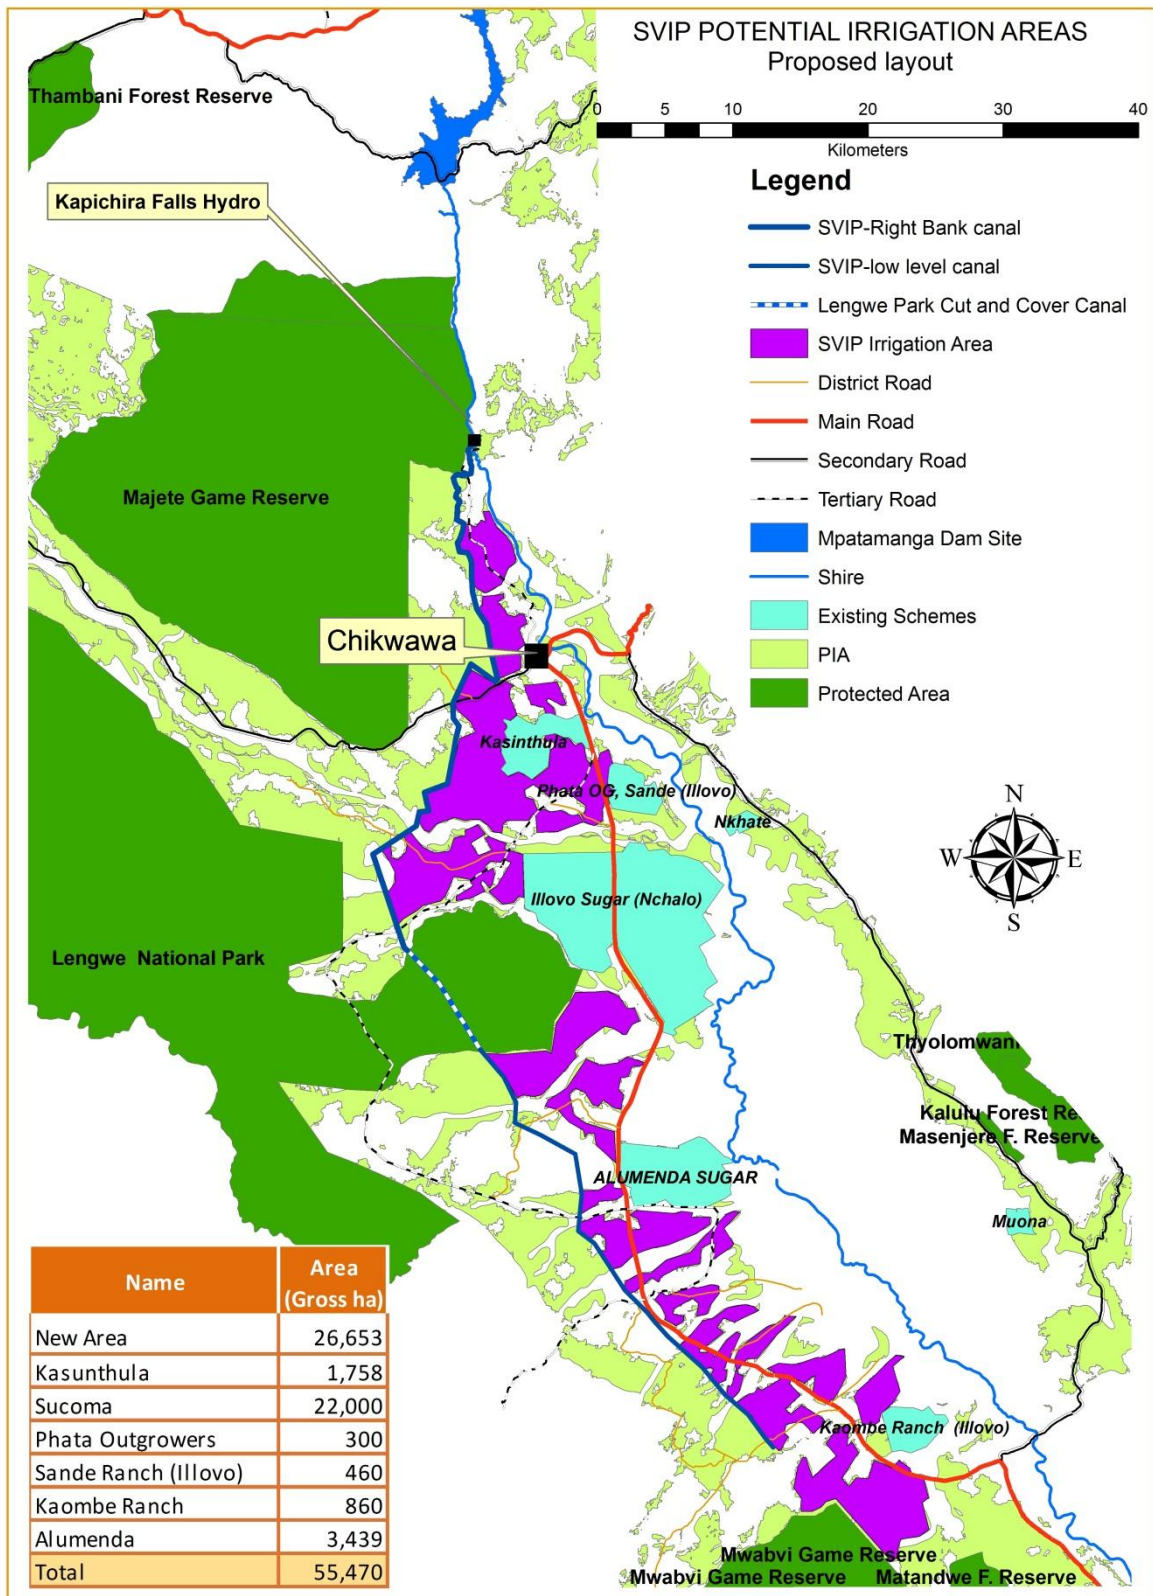 SVIP POTENTIAL IRRIGATION AREAS
Proposed layout
0 5 10 20 30 40
Kilometers
Legend
SVIP-Right Bank canal
SVIP-low level canal
Lengwe Park Cut and Cover Canal
SVIP Irrigation Area
District Road
Main Road
Secondary Road
Tertiary Road
Mpatamanga Dam Site
Shire
Existing Schemes
PIA
Protected Area
Thambani Forest Reserve
Kapichira Falls Hydro
Majete Game Reserve
Chikwawa
Kasinthula
Phata OG, Sande (Illovo)
Nkhate
N
W E
S
Illovo Sugar (Nchalo)
Lengwe National Park
Thyolomwani
Kalulu Forest Re.
Masenjere F. Reserve
ALUMENDA SUGAR
Muona
Kaombe Ranch (Illovo)
Mwabvi Game Reserve
Mwabvi Game Reserve Matandwe F. Reserve
Name Area
(Gross ha)
New Area 26,653
Kasunthula 1,758
Sucoma 22,000
Phata Outgrowers 300
Sande Ranch (Illovo) 460
Kaombe Ranch 860
Alumenda 3,439
Total 55,470